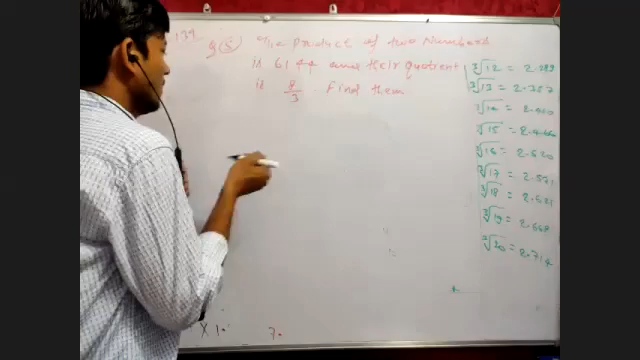 139
Q(5) The product of two Numbers
is 6144 and their quotient
is 8/3 . Find them
∛12 = 2.289
∛13 = 2.357
∛14 = 2.410
∛15 = 2.466
∛16 = 2.520
∛17 = 2.571
∛18 = 2.621
∛19 = 2.668
∛20 = 2.714